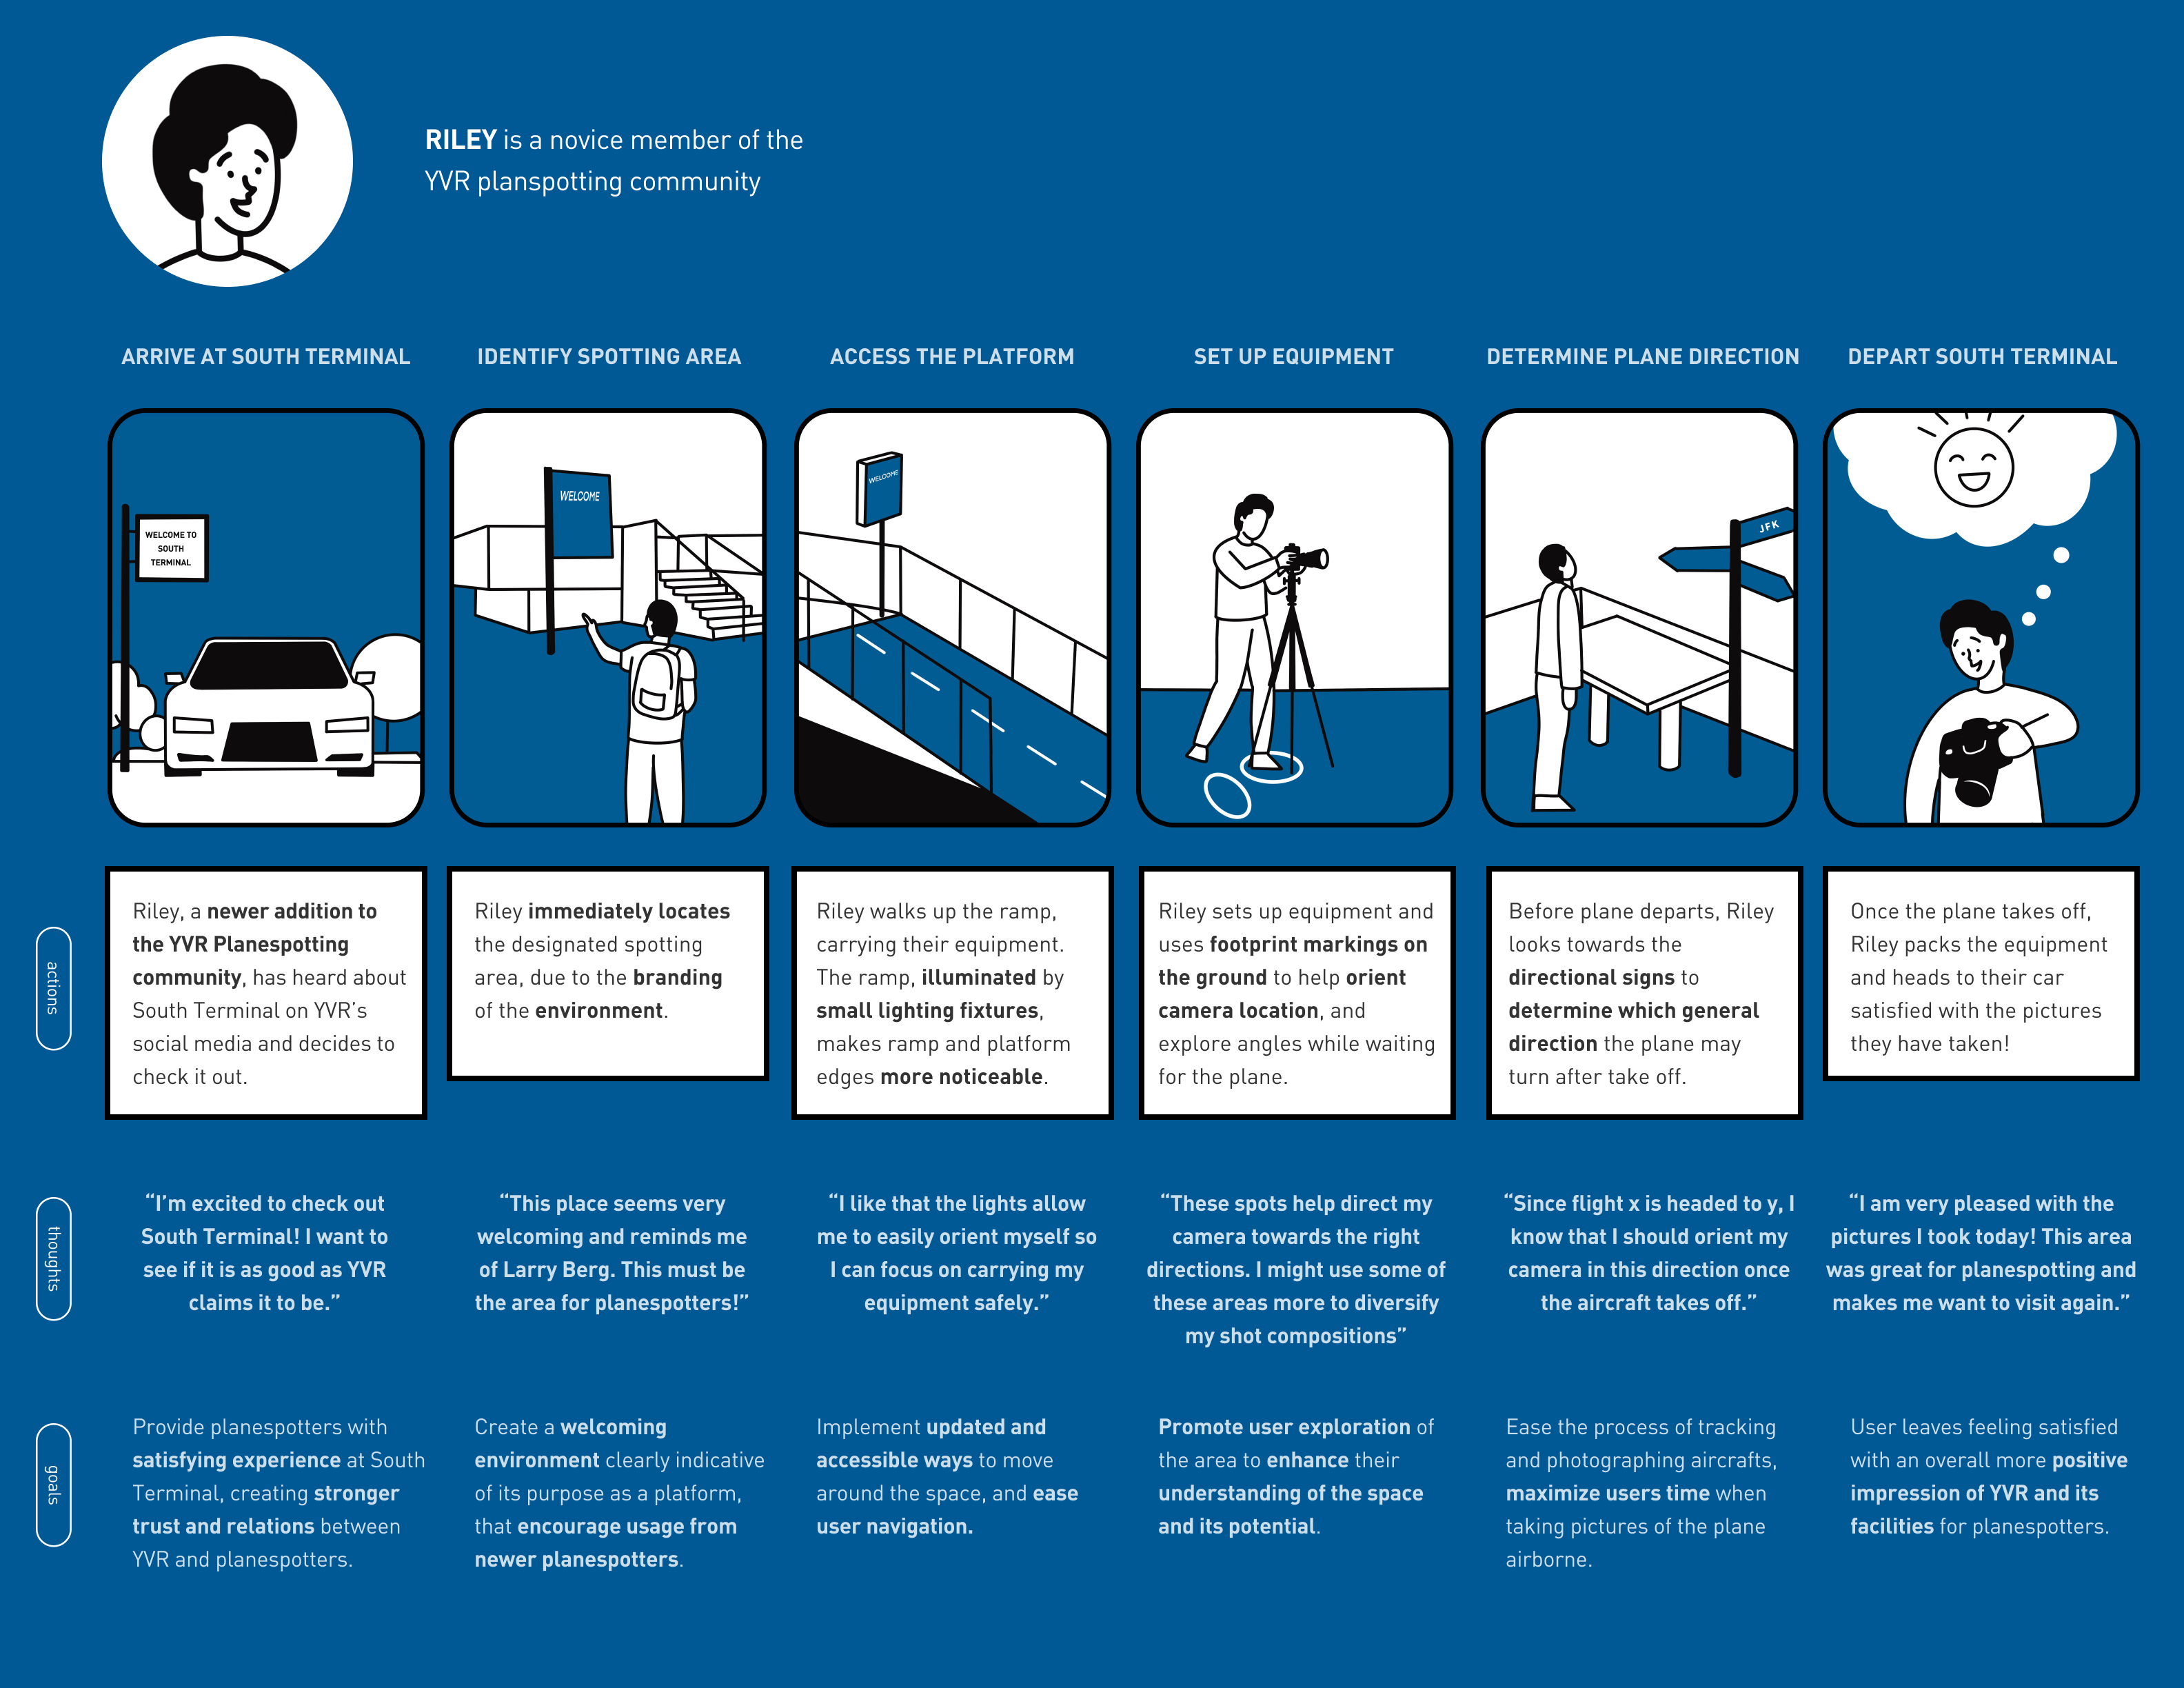 RILEY is a novice member of the
YVR planspotting community
ARRIVE AT SOUTH TERMINAL
IDENTIFY SPOTTING AREA
ACCESS THE PLATFORM
SET UP EQUIPMENT
DETERMINE PLANE DIRECTION
DEPART SOUTH TERMINAL
WELCOME TO
SOUTH
TERMINAL
WELCOME
WELCOME
JFK
actions
Riley, a newer addition to
the YVR Planespotting
community, has heard about
South Terminal on YVR’s
social media and decides to
check it out.
Riley immediately locates
the designated spotting
area, due to the branding
of the environment.
Riley walks up the ramp,
carrying their equipment.
The ramp, illuminated by
small lighting fixtures,
makes ramp and platform
edges more noticeable.
Riley sets up equipment and
uses footprint markings on
the ground to help orient
camera location, and
explore angles while waiting
for the plane.
Before plane departs, Riley
looks towards the
directional signs to
determine which general
direction the plane may
turn after take off.
Once the plane takes off,
Riley packs the equipment
and heads to their car
satisfied with the pictures
they have taken!
thoughts
“I’m excited to check out
South Terminal! I want to
see if it is as good as YVR
claims it to be.”
“This place seems very
welcoming and reminds me
of Larry Berg. This must be
the area for planespotters!”
“I like that the lights allow
me to easily orient myself so
I can focus on carrying my
equipment safely.”
“These spots help direct my
camera towards the right
directions. I might use some of
these areas more to diversify
my shot compositions”
“Since flight x is headed to y, I
know that I should orient my
camera in this direction once
the aircraft takes off.”
“I am very pleased with the
pictures I took today! This area
was great for planespotting and
makes me want to visit again.”
goals
Provide planespotters with
satisfying experience at South
Terminal, creating stronger
trust and relations between
YVR and planespotters.
Create a welcoming
environment clearly indicative
of its purpose as a platform,
that encourage usage from
newer planespotters.
Implement updated and
accessible ways to move
around the space, and ease
user navigation.
Promote user exploration of
the area to enhance their
understanding of the space
and its potential.
Ease the process of tracking
and photographing aircrafts,
maximize users time when
taking pictures of the plane
airborne.
User leaves feeling satisfied
with an overall more positive
impression of YVR and its
facilities for planespotters.